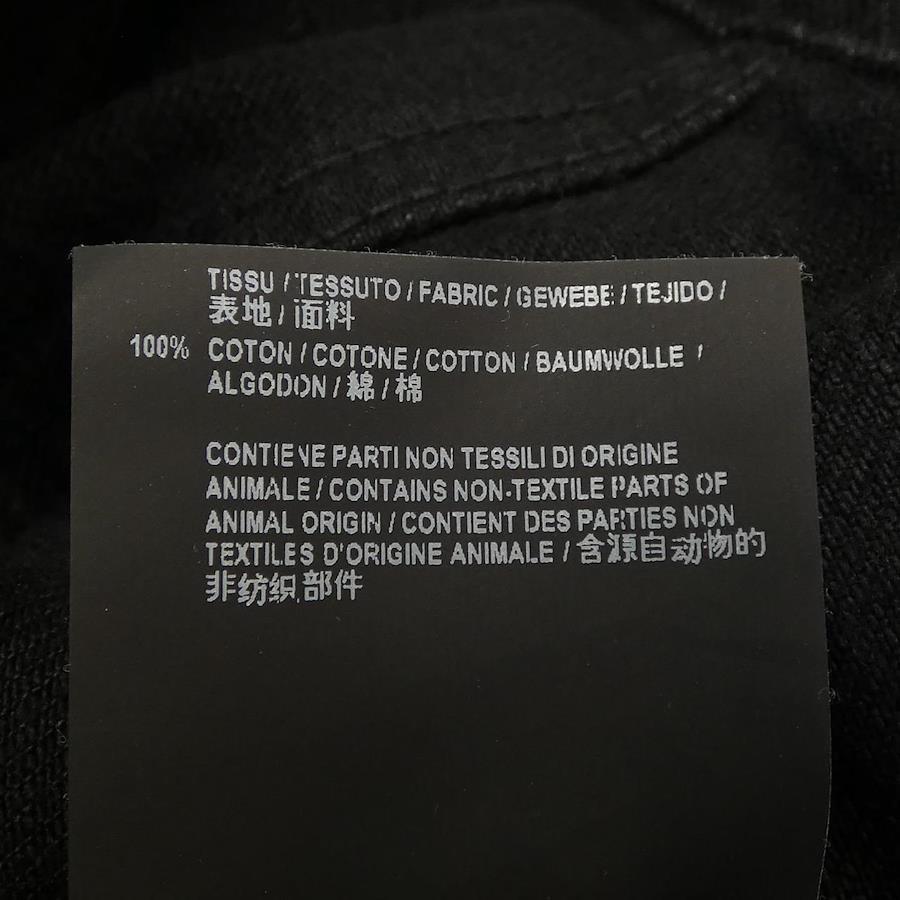 TISSU / TESSUTO / FABRIC / GEWEBE / TEJIDO /
表地 / 面料
100% COTON / COTONE / COTTON / BAUMWOLLE /
ALGODON / 綿 / 棉
CONTIENE PARTI NON TESSILI DI ORIGINE
ANIMALE / CONTAINS NON-TEXTILE PARTS OF
ANIMAL ORIGIN / CONTIENT DES PARTIES NON
TEXTILES D'ORIGINE ANIMALE / 含源自动物的
非纺织部件